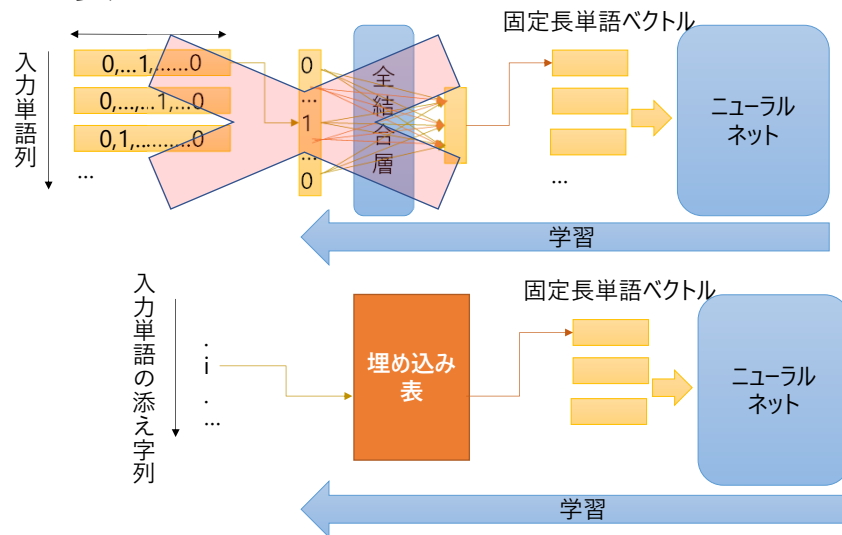 固定長単語ベクトル
入力単語列
0,...1,......0
0,...,...1,...0
0,1,..........0
...
0
...
1
...
0
全結合層
...
ニューラル
ネット
学習
入力単語の添え字列
.
i
.
...
埋め込み
表
固定長単語ベクトル
ニューラル
ネット
学習